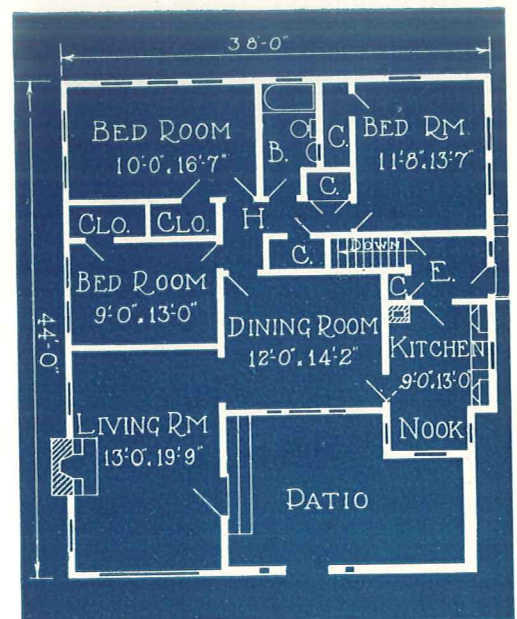 38'-0"
BED ROOM
10'-0" x 16'-7"
B.
C.
BED RM.
11'-8" x 13'-7"
C.
CLO.
CLO.
H.
C.
DOWN
E.
C.
BED ROOM
9'-0" x 13'-0"
44'-0"
DINING ROOM
12'-0" x 14'-2"
KITCHEN
9'-0" x 13'-0
LIVING RM
13'-0" x 19'-9"
NOOK
PATIO